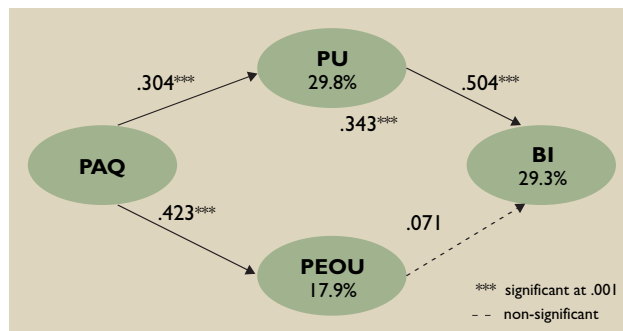 PU
29.8%
.304***
.504***
.343***
PAQ
BI
29.3%
.423***
.071
PEOU
17.9%
*** significant at .001
-- non-significant